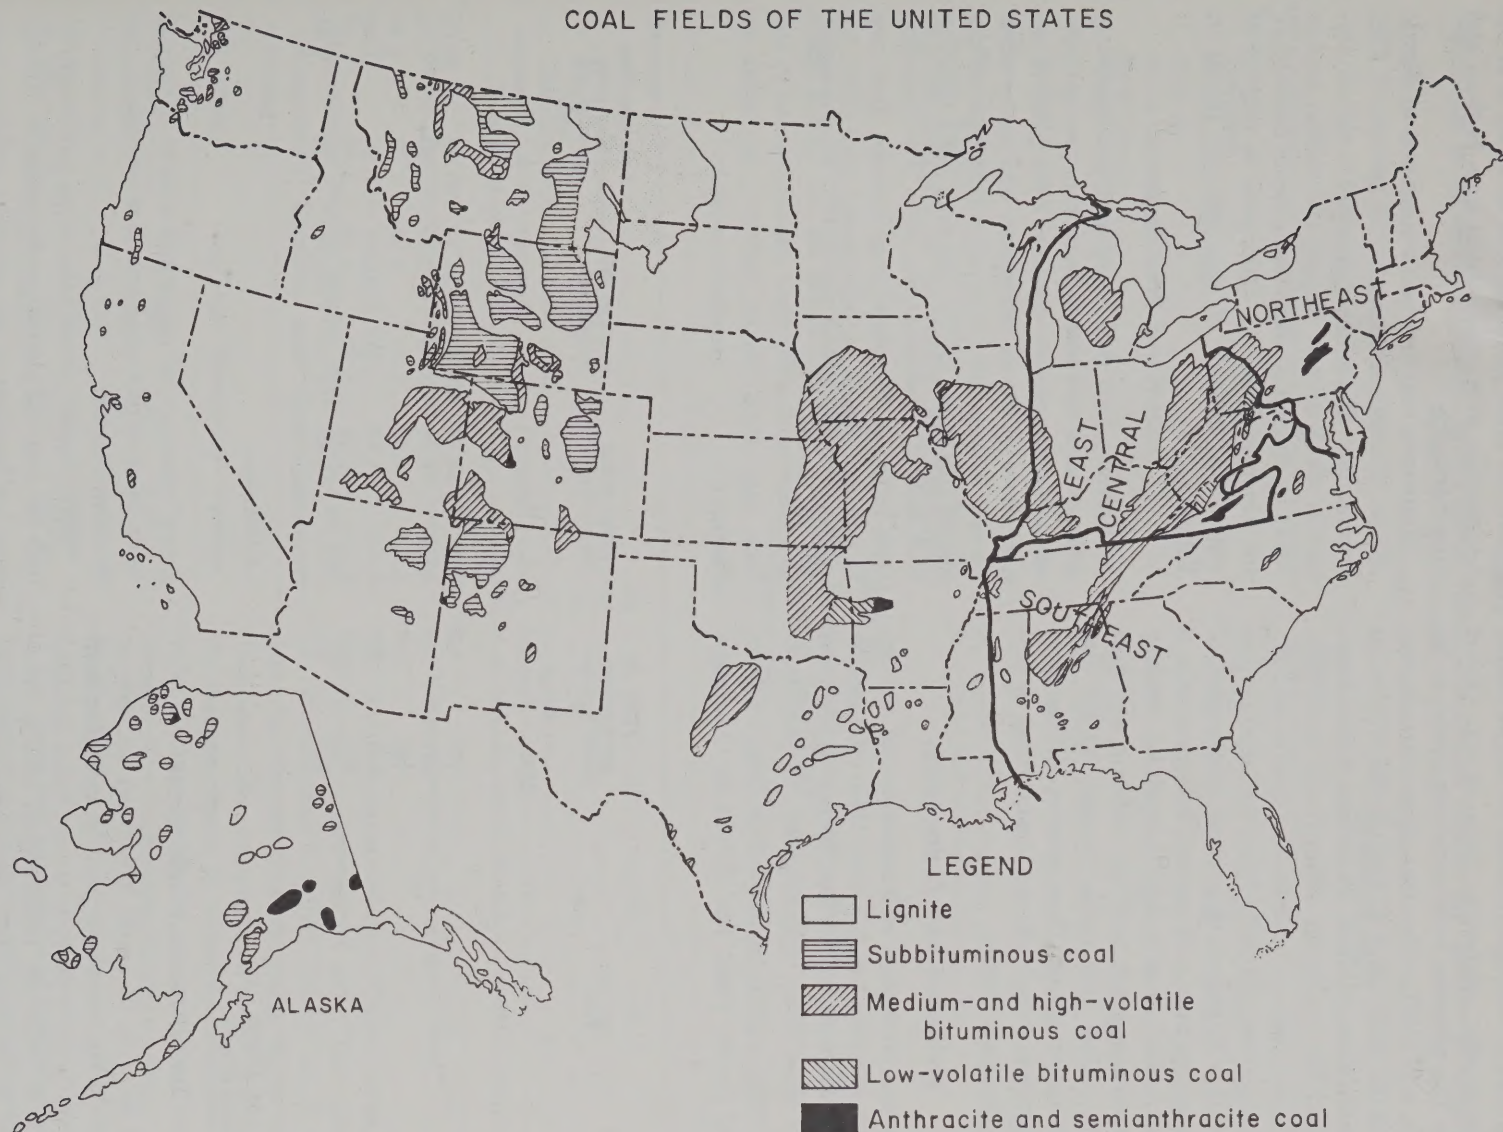 COAL FIELDS OF THE UNITED STATES
NORTHEAST
EAST
CENTRAL
SOUTHEAST
ALASKA
LEGEND
Lignite
Subbituminous coal
Medium-and high-volatile
bituminous coal
Low-volatile bituminous coal
Anthracite and semianthracite coal